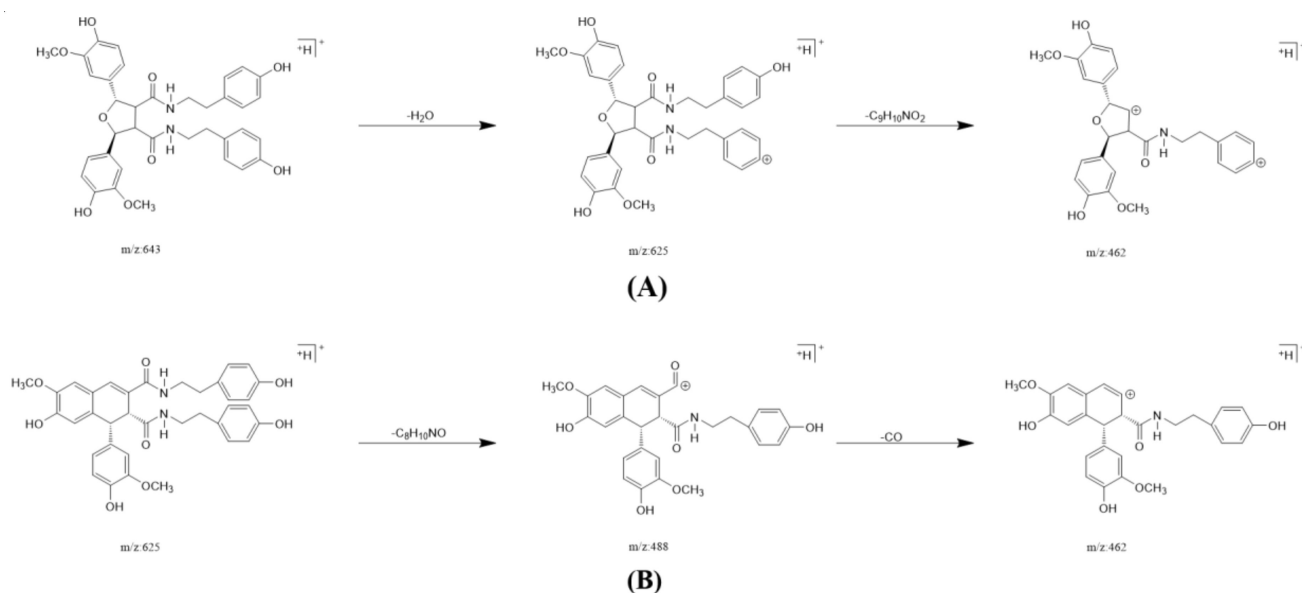 HO
H₃CO
O
H
N
OH
⁺H]⁺
O
N
H
O
OH
HO
OCH₃
m/z:643
-H₂O
HO
H₃CO
O
H
N
OH
⁺H]⁺
O
N
H
O
⊕
HO
OCH₃
m/z:625
-C₉H₁₀NO₂
HO
H₃CO
⁺H]⁺
⊕
O
N
H
O
⊕
HO
OCH₃
m/z:462
(A)
O
H₃CO
N
H
OH
⁺H]⁺
HO
H
N
O
OH
OCH₃
OH
m/z:625
-C₈H₁₀NO
O
⊕
H₃CO
⁺H]⁺
HO
H
N
O
OH
OCH₃
OH
m/z:488
-CO
H₃CO
⊕
⁺H]⁺
HO
H
N
O
OH
OCH₃
OH
m/z:462
(B)